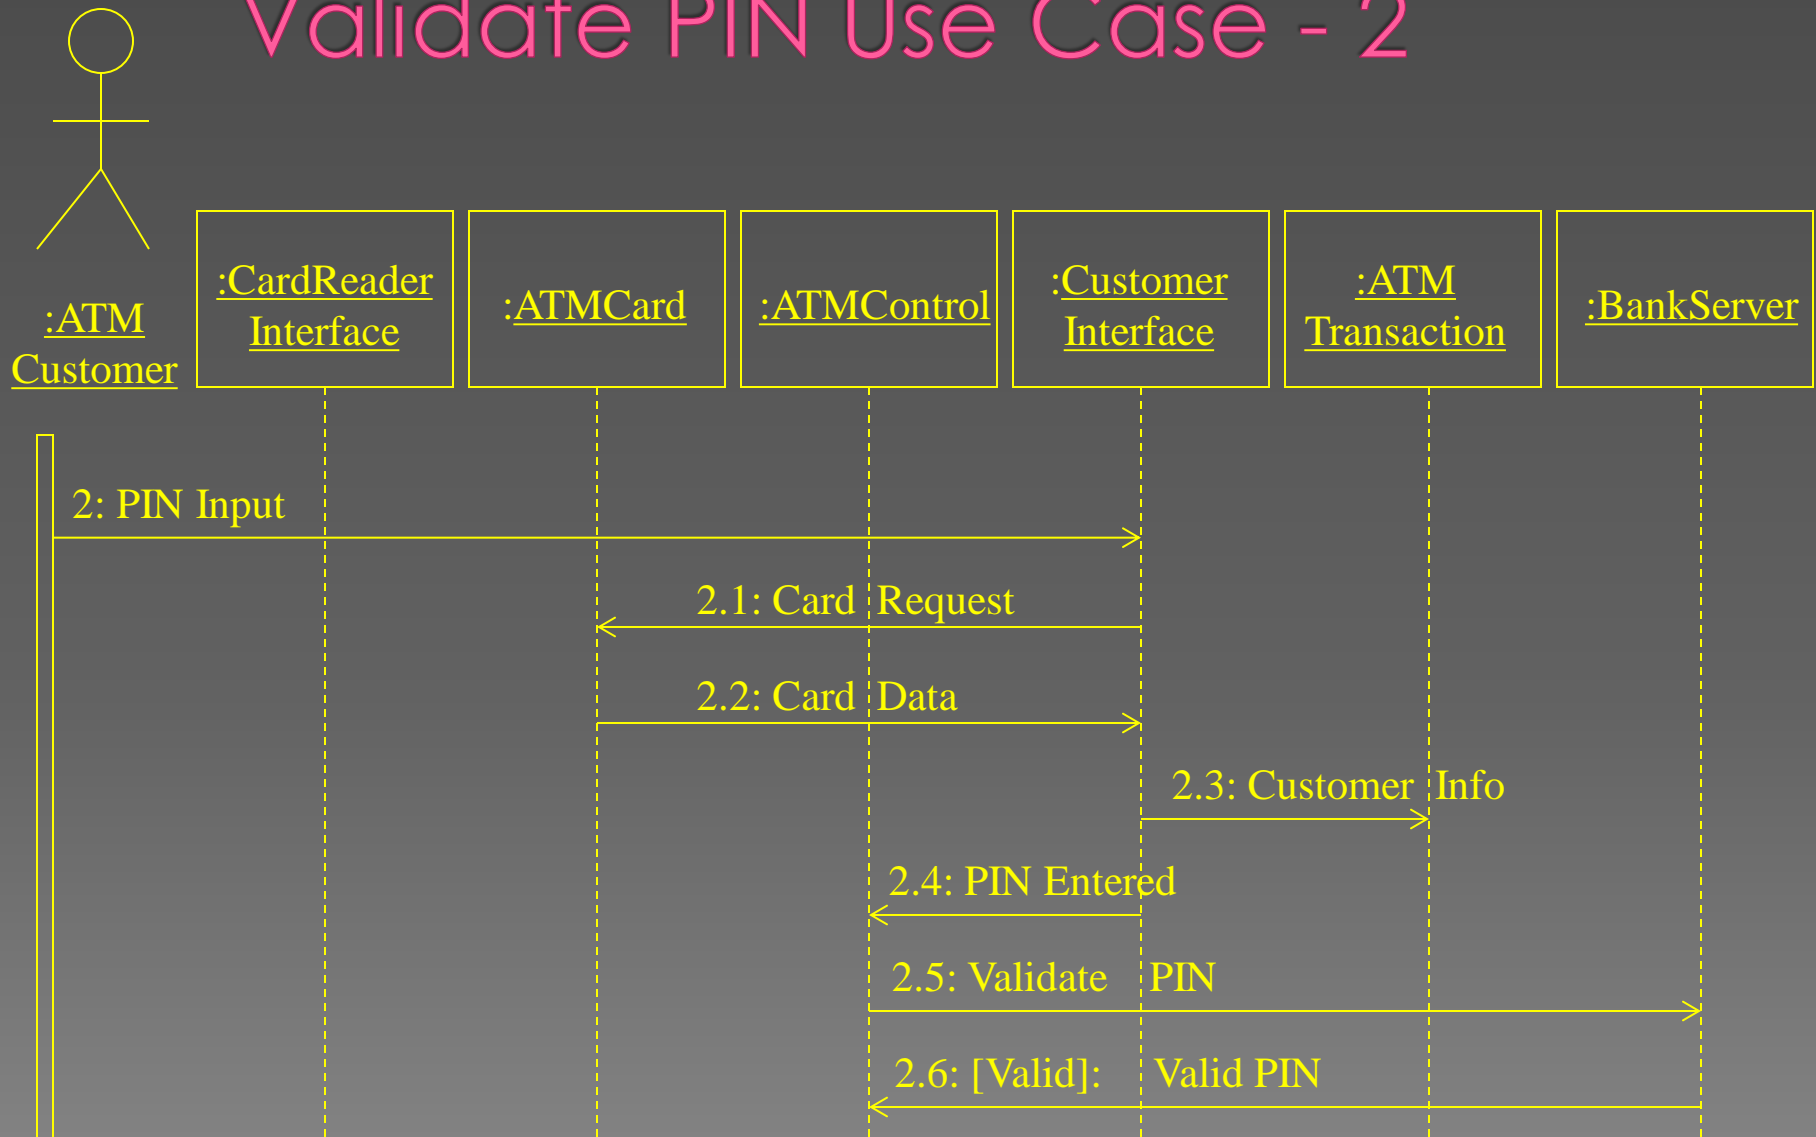 Validate PIN Use Case - 2
:ATM
Customer
:CardReader
Interface
:ATMCard
:ATMControl
:Customer
Interface
:ATM
Transaction
:BankServer
2: PIN Input
2.1: Card Request
2.2: Card Data
2.3: Customer Info
2.4: PIN Entered
2.5: Validate PIN
2.6: [Valid]: Valid PIN